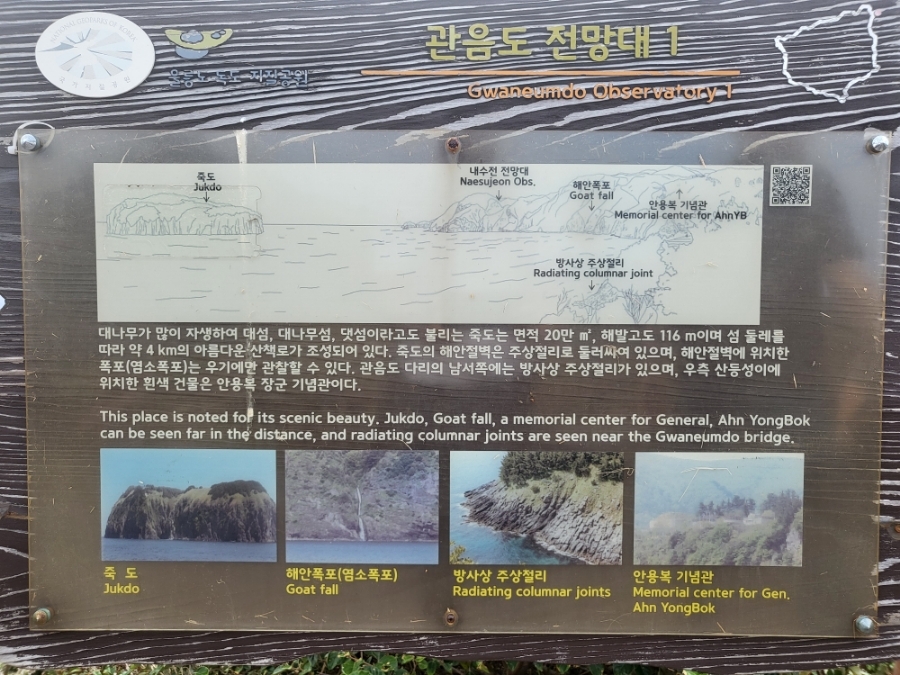 NATIONAL GEOPARKS OF KOREA
국가지질공원
울릉도 독도 지질공원
관음도 전망대 1
Gwaneumdo Observatory 1
죽도
Jukdo
내수전 전망대
Naesujeon Obs.
해안폭포
Goat fall
안용복 기념관
Memorial center for AhnYB
방사상 주상절리
Radiating columnar joint
대나무가 많이 자생하여 대섬, 대나무섬, 댓섬이라고도 불리는 죽도는 면적 20만 ㎡, 해발고도 116 m이며 섬 둘레를
따라 약 4 km의 아름다운 산책로가 조성되어 있다. 죽도의 해안절벽은 주상절리로 둘러싸여 있으며, 해안절벽에 위치한
폭포(염소폭포)는 우기에만 관찰할 수 있다. 관음도 다리의 남서쪽에는 방사상 주상절리가 있으며, 우측 산등성이에
위치한 흰색 건물은 안용복 장군 기념관이다.
This place is noted for its scenic beauty. Jukdo, Goat fall, a memorial center for General, Ahn YongBok
can be seen far in the distance, and radiating columnar joints are seen near the Gwaneumdo bridge.
죽 도
Jukdo
해안폭포(염소폭포)
Goat fall
방사상 주상절리
Radiating columnar joints
안용복 기념관
Memorial center for Gen.
Ahn YongBok